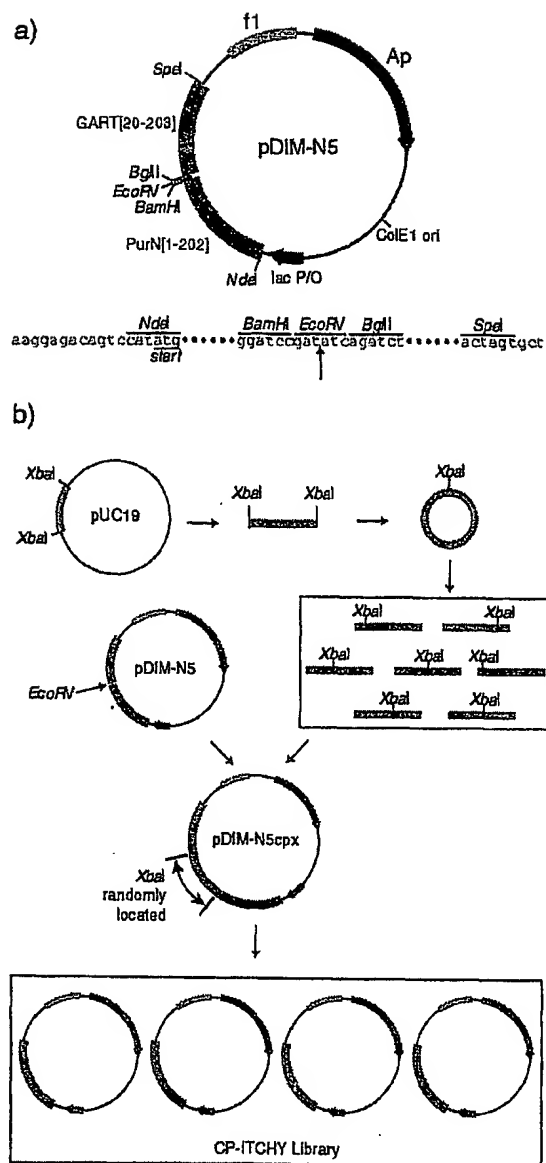 a)
f1
Ap
SpeI
GART[20-203]
pDIM-N5
BglII
EcoRV
BamHI
PurN[1-202]
NdeI
lac P/O
ColE1 ori
NdeI BamHI EcoRV BglII SpeI
aaggagacagtccatatg••••••ggatccgatatcagatct••••••actagtgct
start
b)
XbaI
XbaI
pUC19
XbaI XbaI
XbaI
XbaI XbaI
XbaI XbaI XbaI
XbaI XbaI
pDIM-N5
EcoRV
pDIM-N5cpx
XbaI
randomly
located
CP-ITCHY Library